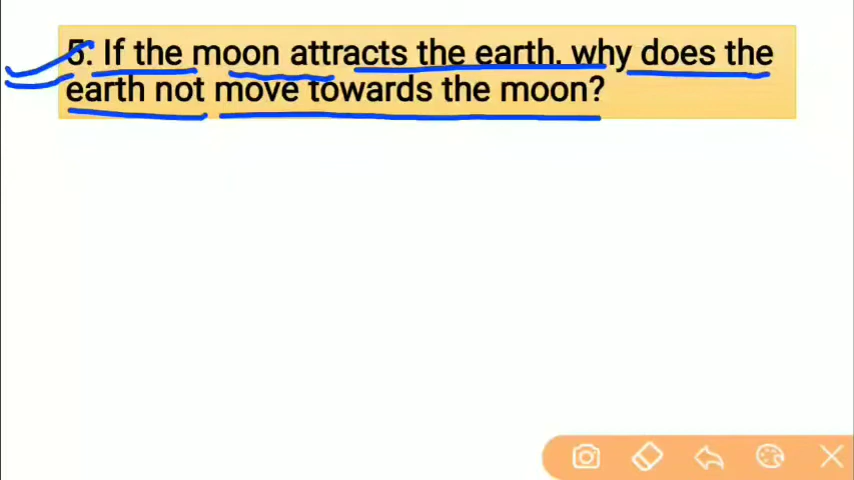 5. If the moon attracts the earth, why does the
earth not move towards the moon?